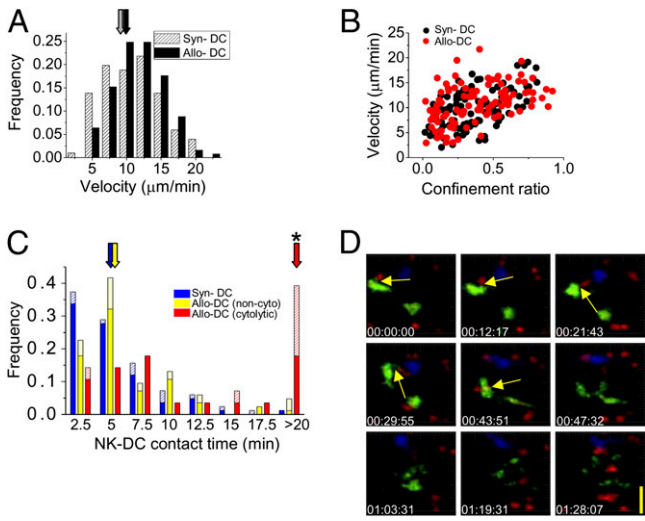 A
Syn- DC
Allo- DC
0.25
0.20
0.15
0.10
0.05
0.00
Frequency
5 10 15 20
Velocity (μm/min)
B
Syn-DC
Allo-DC
25
20
15
10
5
0
Velocity (μm/min)
0.0 0.5 1.0
Confinement ratio
C
*
Syn- DC
Allo-DC (non-cyto)
Allo-DC (cytolytic)
0.4
0.3
0.2
0.1
0.0
Frequency
2.5 5 7.5 10 12.5 15 17.5 >20
NK-DC contact time (min)
D
00:00:00 00:12:17 00:21:43
00:29:55 00:43:51 00:47:32
01:03:31 01:19:31 01:28:07